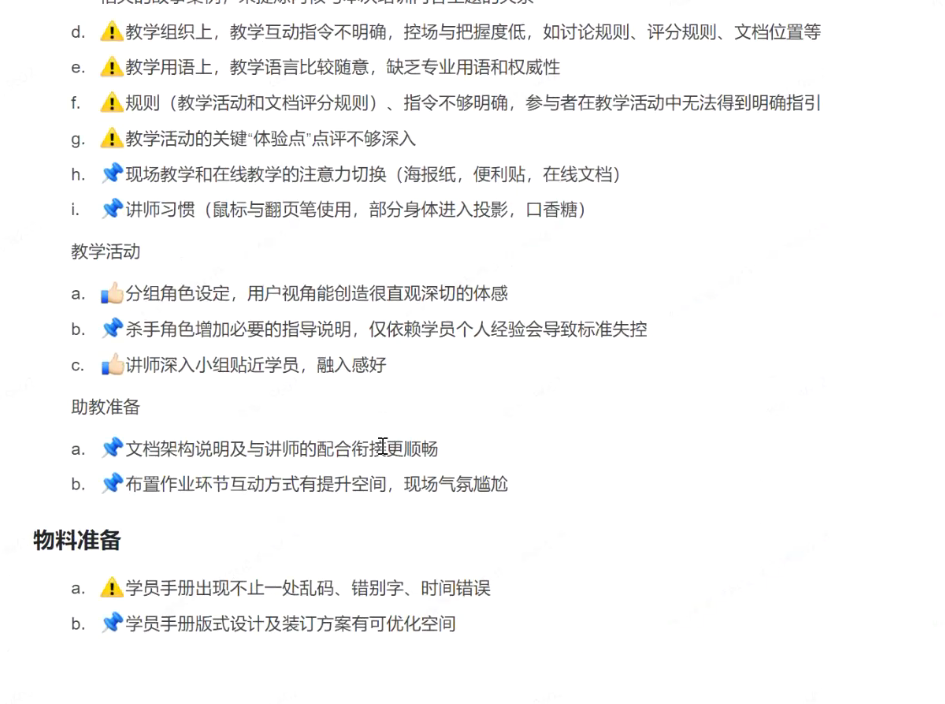 d. ⚠️教学组织上，教学互动指令不明确，控场与把握度低，如讨论规则、评分规则、文档位置等
e. ⚠️教学用语上，教学语言比较随意，缺乏专业用语和权威性
f. ⚠️规则（教学活动和文档评分规则）、指令不够明确，参与者在教学活动中无法得到明确指引
g. ⚠️教学活动的关键“体验点”点评不够深入
h. 📌现场教学和在线教学的注意力切换（海报纸，便利贴，在线文档）
i. 📌讲师习惯（鼠标与翻页笔使用，部分身体进入投影，口香糖）
教学活动
a. 👍🏻分组角色设定，用户视角能创造很直观深切的体感
b. 📌杀手角色增加必要的指导说明，仅依赖学员个人经验会导致标准失控
c. 👍🏻讲师深入小组贴近学员，融入感好
助教准备
a. 📌文档架构说明及与讲师的配合衔接更顺畅
b. 📌布置作业环节互动方式有提升空间，现场气氛尴尬
物料准备
a. ⚠️学员手册出现不止一处乱码、错别字、时间错误
b. 📌学员手册版式设计及装订方案有可优化空间